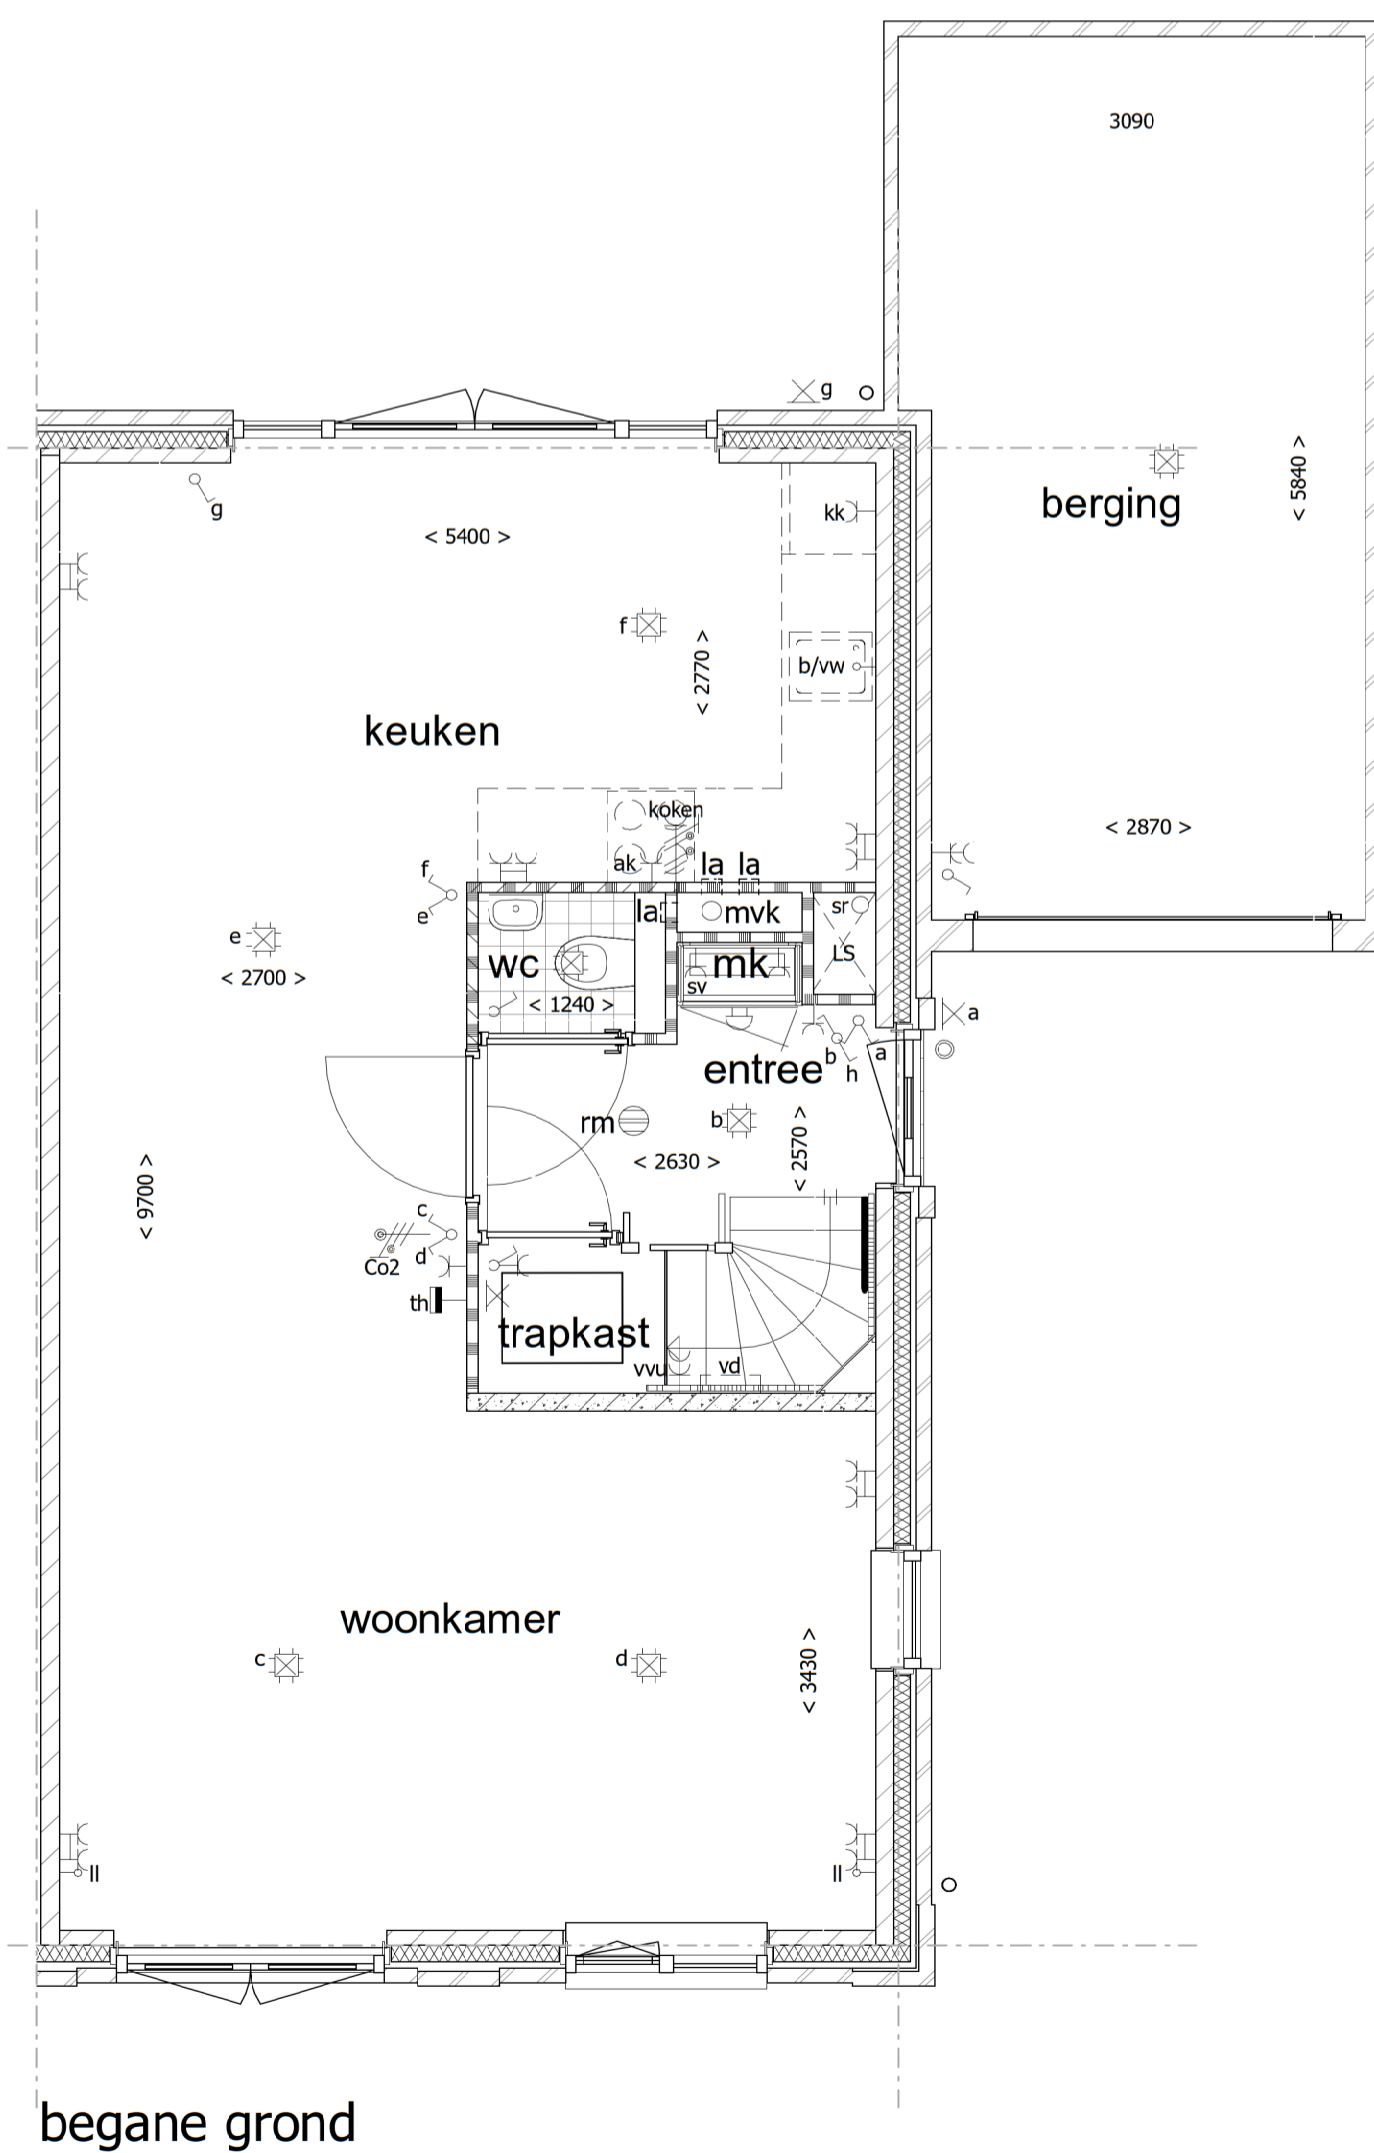 3090
g
< 5840 >
berging
kk
g
< 5400 >
f
< 2770 >
b/vw
keuken
koken
< 2870 >
ak
la la
f
e
la
mvk
sr
e
wc
mk
LS
< 2700 >
sv
< 1240 >
a
entree
b
a
h
rm
b
< 2570 >
< 2630 >
< 9700 >
c
d
Co2
th
trapkast
vvu
vd
woonkamer
c
d
< 3430 >
ll
ll
begane grond